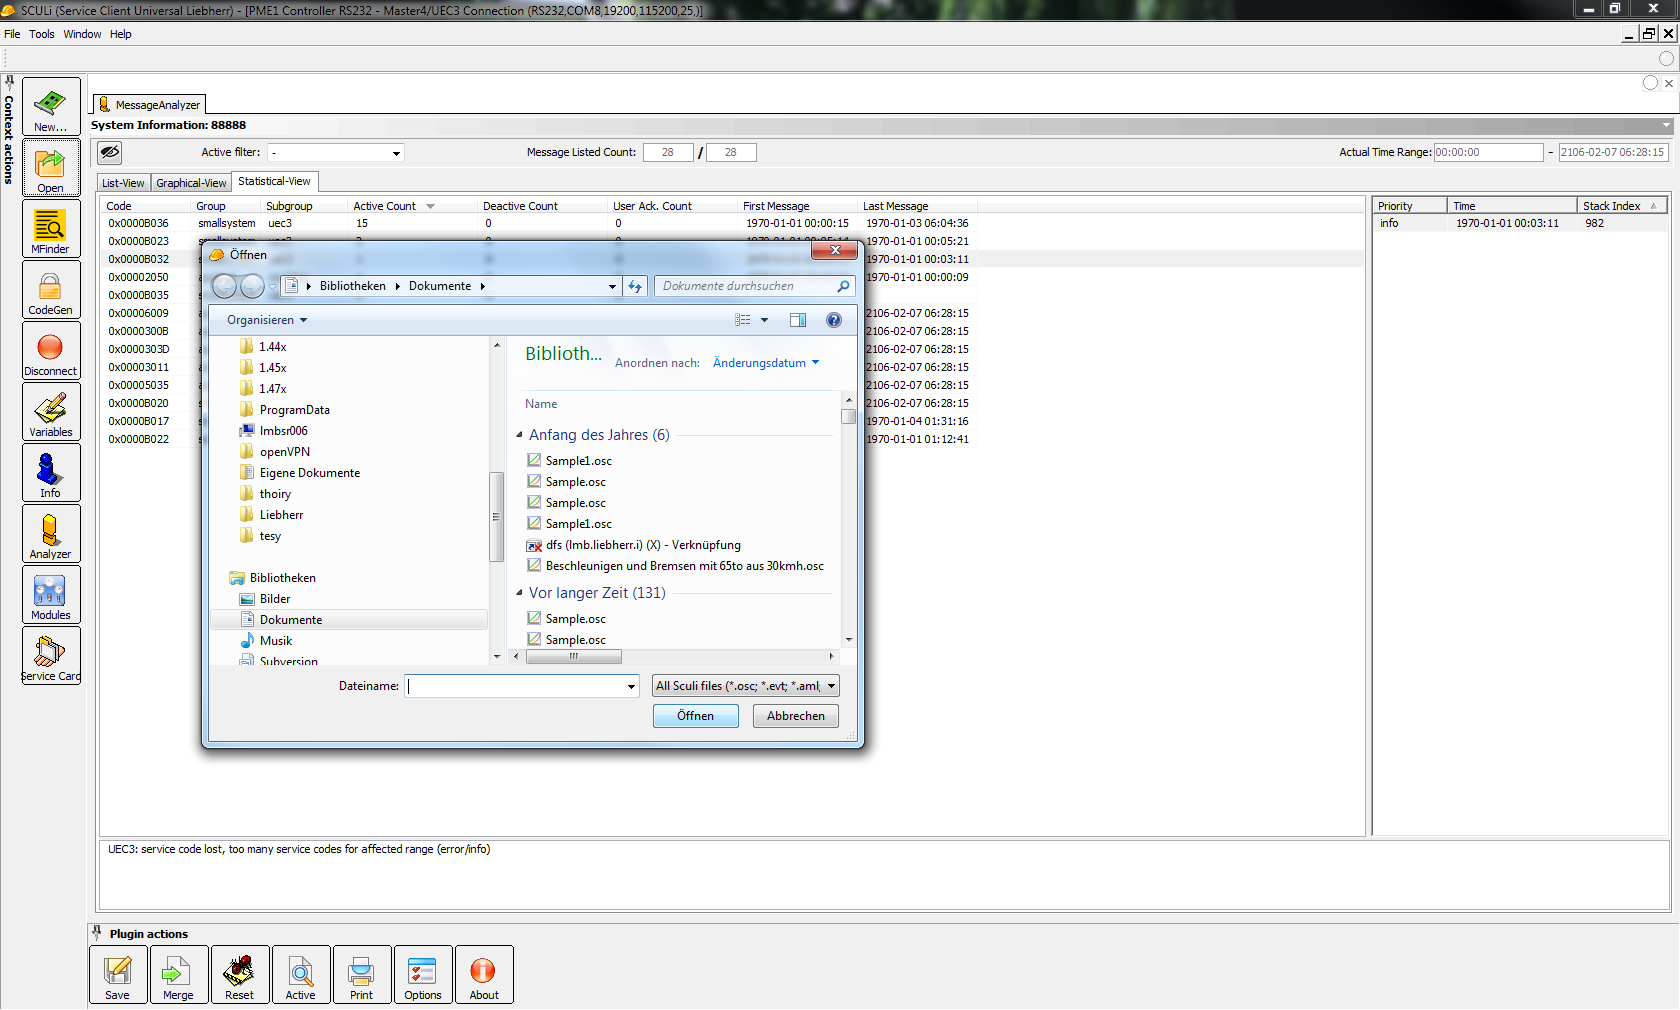 SCULi (Service Client Universal Liebherr) - [PME1 Controller RS232 - Master4/UEC3 Connection (RS232,COM8,19200,115200,25,)]
File Tools Window Help
Context actions
New...
Open
MFinder
CodeGen
Disconnect
Variables
Info
Analyzer
Modules
Service Card
MessageAnalyzer
System Information: 88888
Active filter: - Message Listed Count: 28 / 28 Actual Time Range: 00:00:00 - 2106-02-07 06:28:15
List-View Graphical-View Statistical-View
Code Group Subgroup Active Count Deactive Count User Ack. Count First Message Last Message
0x0000B036 smallsystem uec3 15 0 0 1970-01-01 00:00:15 1970-01-03 06:04:36
0x0000B023 1970-01-01 00:05:21
0x0000B032 1970-01-01 00:03:11
0x00002050 1970-01-01 00:00:09
0x0000B035
0x00006009 2106-02-07 06:28:15
0x0000300B 2106-02-07 06:28:15
0x0000303D 2106-02-07 06:28:15
0x00003011 2106-02-07 06:28:15
0x00005035 2106-02-07 06:28:15
0x0000B020 2106-02-07 06:28:15
0x0000B017 1970-01-04 01:31:16
0x0000B022 1970-01-01 01:12:41
Priority Time Stack Index
info 1970-01-01 00:03:11 982
Öffnen
Bibliotheken Dokumente
Dokumente durchsuchen
Organisieren
1.44x
1.45x
1.47x
ProgramData
lmbsr006
openVPN
Eigene Dokumente
thoiry
Liebherr
tesy
Bibliotheken
Bilder
Dokumente
Musik
Subversion
Biblioth... Anordnen nach: Änderungsdatum
Name
Anfang des Jahres (6)
Sample1.osc
Sample.osc
Sample.osc
Sample1.osc
dfs (lmb.liebherr.i) (X) - Verknüpfung
Beschleunigen und Bremsen mit 65to aus 30kmh.osc
Vor langer Zeit (131)
Sample.osc
Sample.osc
Dateiname: All Sculi files (*.osc; *.evt; *.aml;
Öffnen Abbrechen
UEC3: service code lost, too many service codes for affected range (error/info)
Plugin actions
Save Merge Reset Active Print Options About